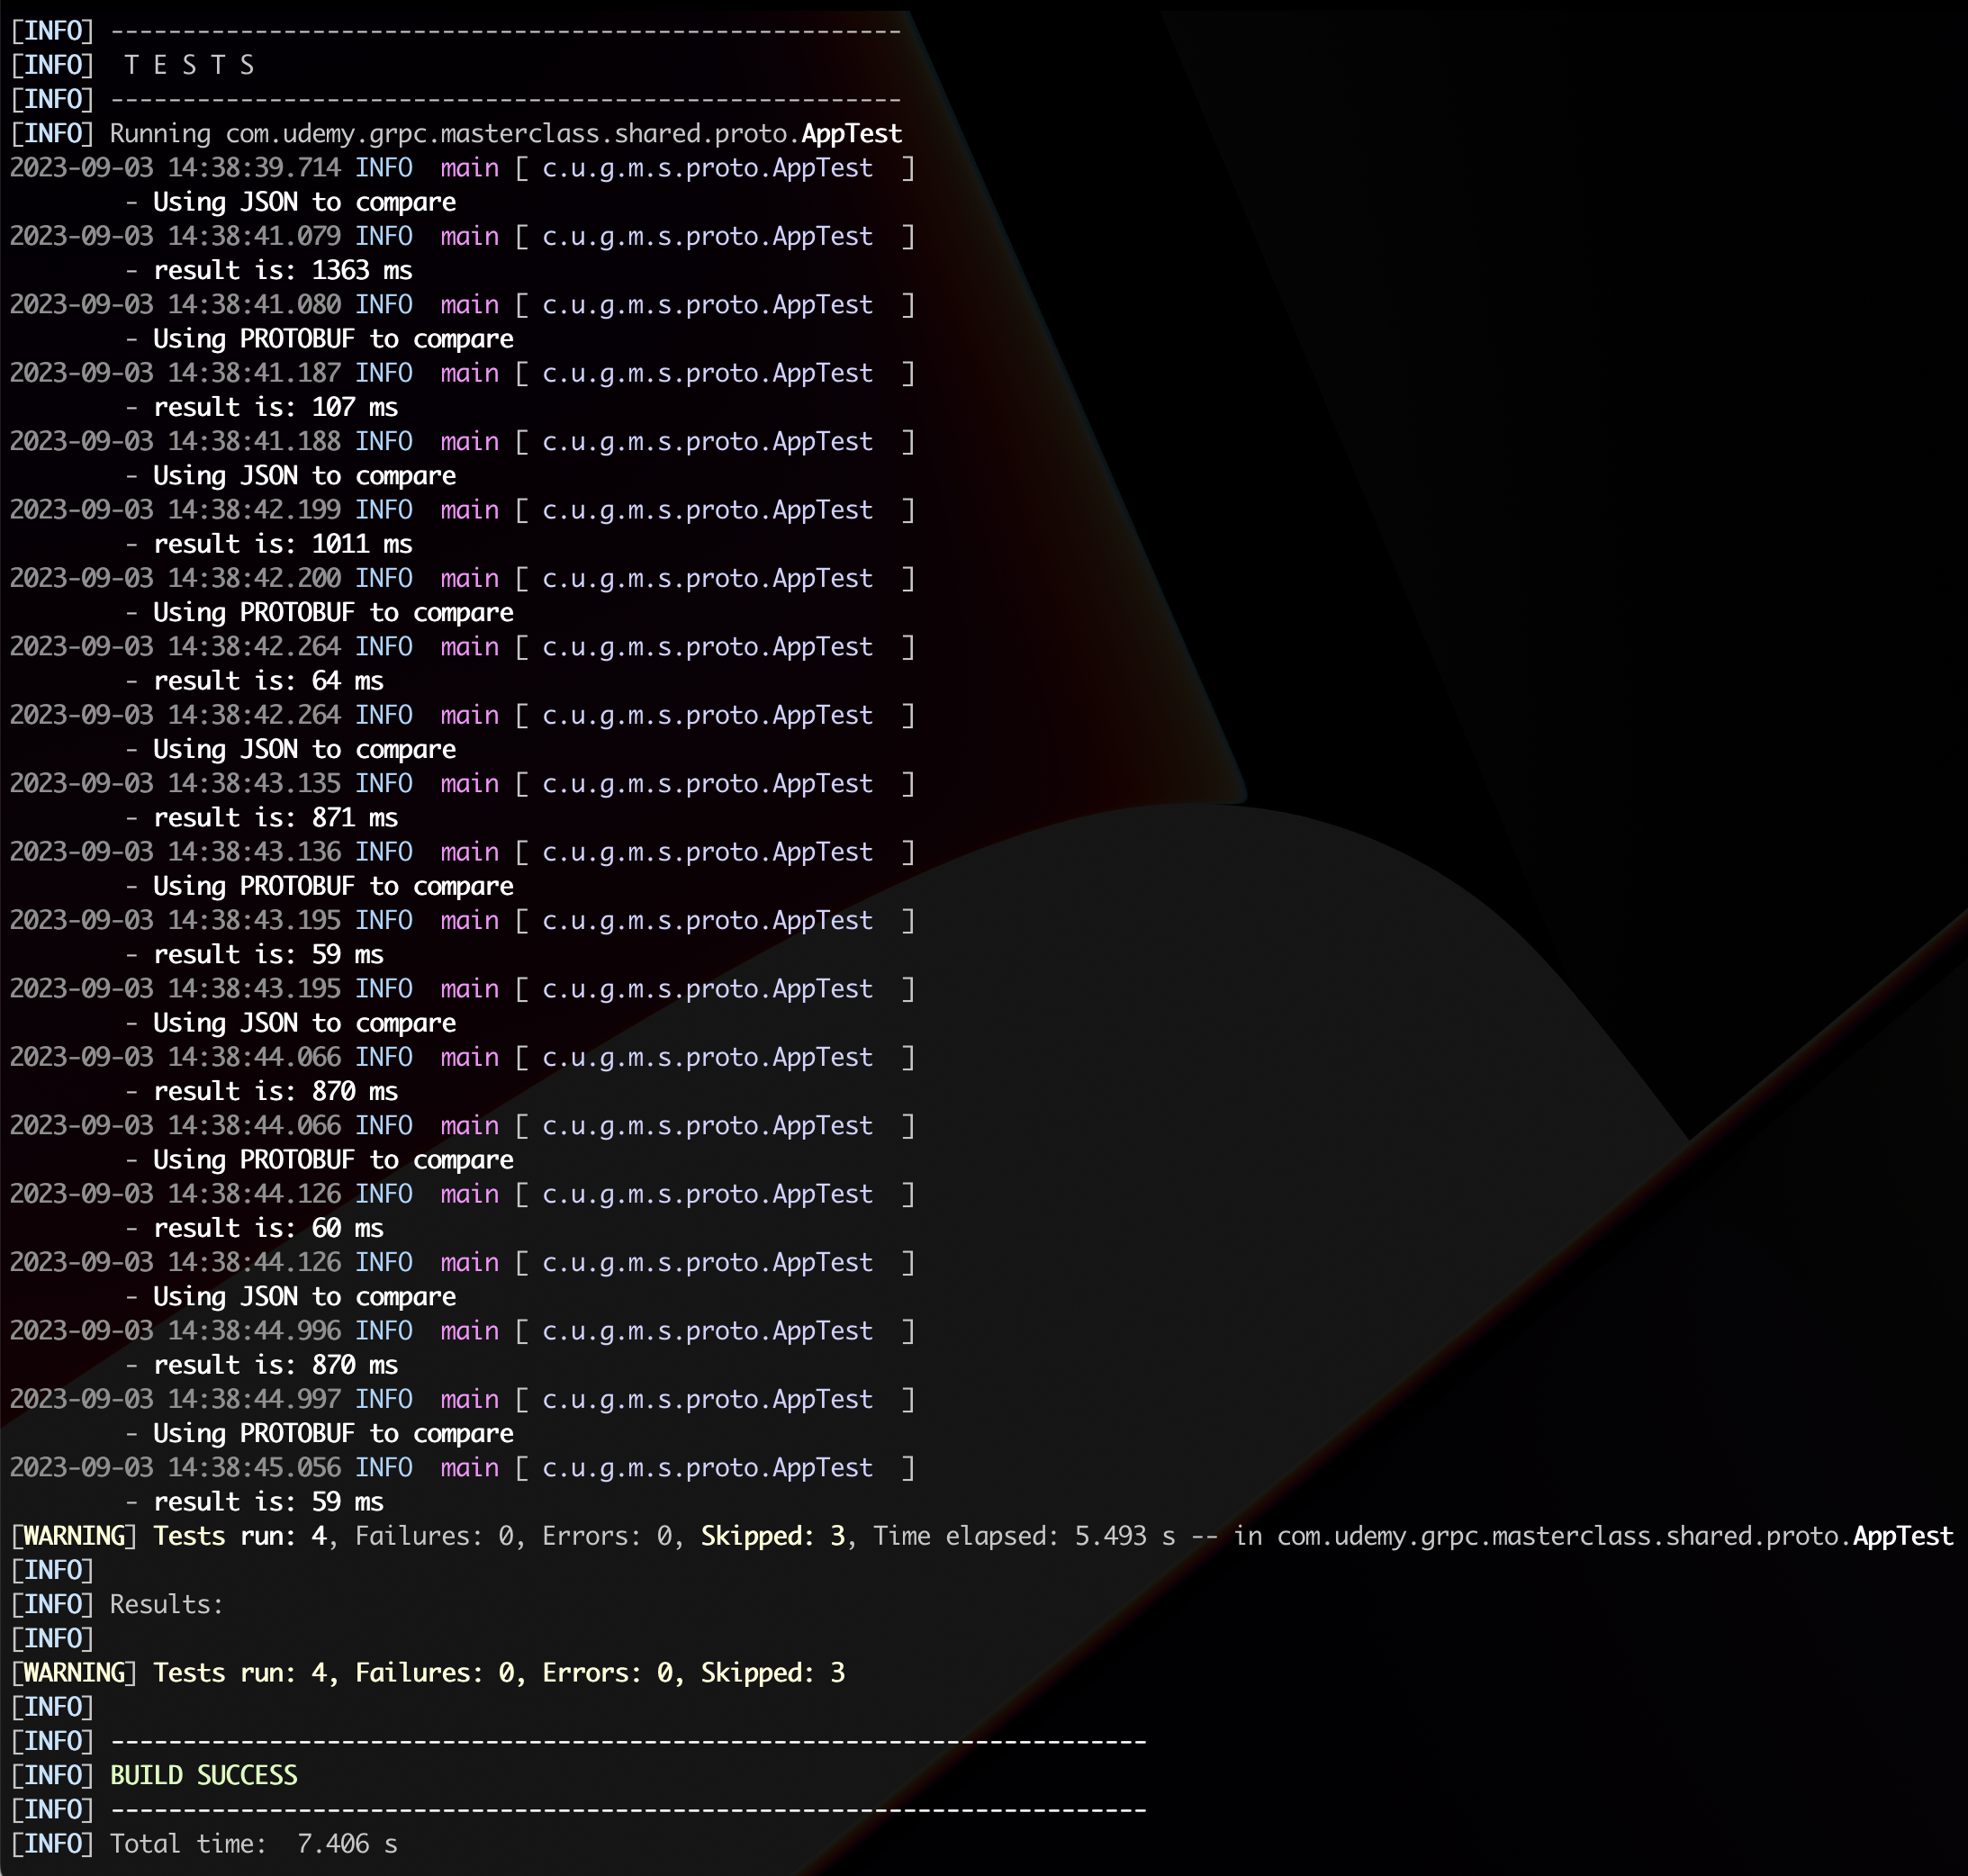 [INFO] -------------------------------------------------------
[INFO]  T E S T S
[INFO] -------------------------------------------------------
[INFO] Running com.udemy.grpc.masterclass.shared.proto.AppTest
2023-09-03 14:38:39.714 INFO  main [ c.u.g.m.s.proto.AppTest  ]
        - Using JSON to compare
2023-09-03 14:38:41.079 INFO  main [ c.u.g.m.s.proto.AppTest  ]
        - result is: 1363 ms
2023-09-03 14:38:41.080 INFO  main [ c.u.g.m.s.proto.AppTest  ]
        - Using PROTOBUF to compare
2023-09-03 14:38:41.187 INFO  main [ c.u.g.m.s.proto.AppTest  ]
        - result is: 107 ms
2023-09-03 14:38:41.188 INFO  main [ c.u.g.m.s.proto.AppTest  ]
        - Using JSON to compare
2023-09-03 14:38:42.199 INFO  main [ c.u.g.m.s.proto.AppTest  ]
        - result is: 1011 ms
2023-09-03 14:38:42.200 INFO  main [ c.u.g.m.s.proto.AppTest  ]
        - Using PROTOBUF to compare
2023-09-03 14:38:42.264 INFO  main [ c.u.g.m.s.proto.AppTest  ]
        - result is: 64 ms
2023-09-03 14:38:42.264 INFO  main [ c.u.g.m.s.proto.AppTest  ]
        - Using JSON to compare
2023-09-03 14:38:43.135 INFO  main [ c.u.g.m.s.proto.AppTest  ]
        - result is: 871 ms
2023-09-03 14:38:43.136 INFO  main [ c.u.g.m.s.proto.AppTest  ]
        - Using PROTOBUF to compare
2023-09-03 14:38:43.195 INFO  main [ c.u.g.m.s.proto.AppTest  ]
        - result is: 59 ms
2023-09-03 14:38:43.195 INFO  main [ c.u.g.m.s.proto.AppTest  ]
        - Using JSON to compare
2023-09-03 14:38:44.066 INFO  main [ c.u.g.m.s.proto.AppTest  ]
        - result is: 870 ms
2023-09-03 14:38:44.066 INFO  main [ c.u.g.m.s.proto.AppTest  ]
        - Using PROTOBUF to compare
2023-09-03 14:38:44.126 INFO  main [ c.u.g.m.s.proto.AppTest  ]
        - result is: 60 ms
2023-09-03 14:38:44.126 INFO  main [ c.u.g.m.s.proto.AppTest  ]
        - Using JSON to compare
2023-09-03 14:38:44.996 INFO  main [ c.u.g.m.s.proto.AppTest  ]
        - result is: 870 ms
2023-09-03 14:38:44.997 INFO  main [ c.u.g.m.s.proto.AppTest  ]
        - Using PROTOBUF to compare
2023-09-03 14:38:45.056 INFO  main [ c.u.g.m.s.proto.AppTest  ]
        - result is: 59 ms
[WARNING] Tests run: 4, Failures: 0, Errors: 0, Skipped: 3, Time elapsed: 5.493 s -- in com.udemy.grpc.masterclass.shared.proto.AppTest
[INFO]
[INFO] Results:
[INFO]
[WARNING] Tests run: 4, Failures: 0, Errors: 0, Skipped: 3
[INFO]
[INFO] ------------------------------------------------------------------------
[INFO] BUILD SUCCESS
[INFO] ------------------------------------------------------------------------
[INFO] Total time:  7.406 s